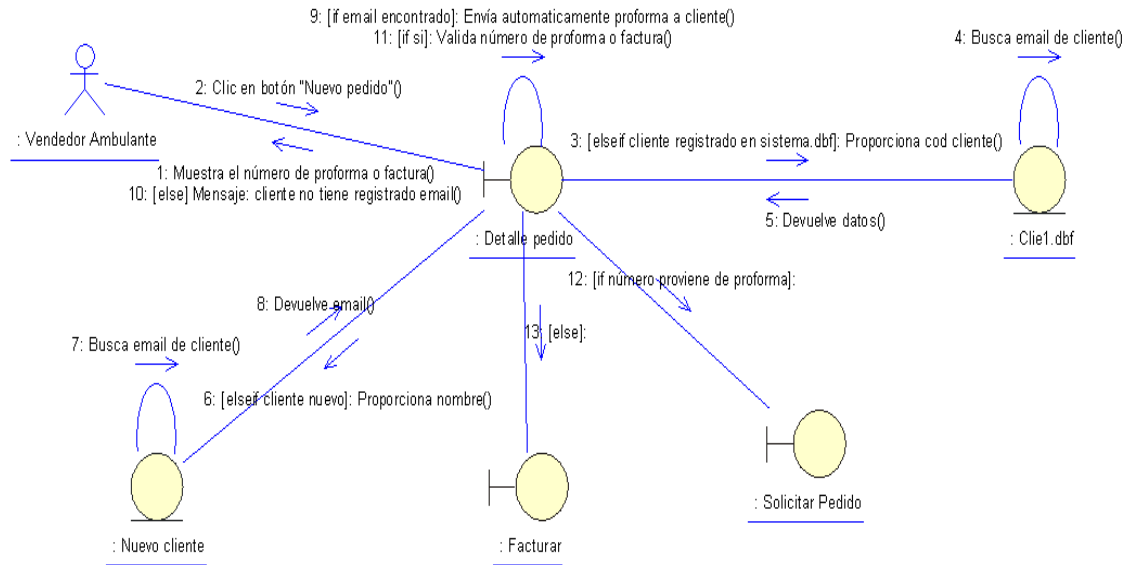 9: [if email encontrado]: Envía automaticamente proforma a cliente()
11: [if si]: Valida número de proforma o factura()
4: Busca email de cliente()
2: Clic en botón "Nuevo pedido"()
: Vendedor Ambulante
3: [elseif cliente registrado en sistema.dbf]: Proporciona cod cliente()
1: Muestra el número de proforma o factura()
10: [else] Mensaje: cliente no tiene registrado email()
5: Devuelve datos()
: Detalle pedido
: Clie1.dbf
12: [if número proviene de proforma]:
8: Devuelve email()
13: [else]:
7: Busca email de cliente()
6: [elseif cliente nuevo]: Proporciona nombre()
: Solicitar Pedido
: Nuevo cliente
: Facturar